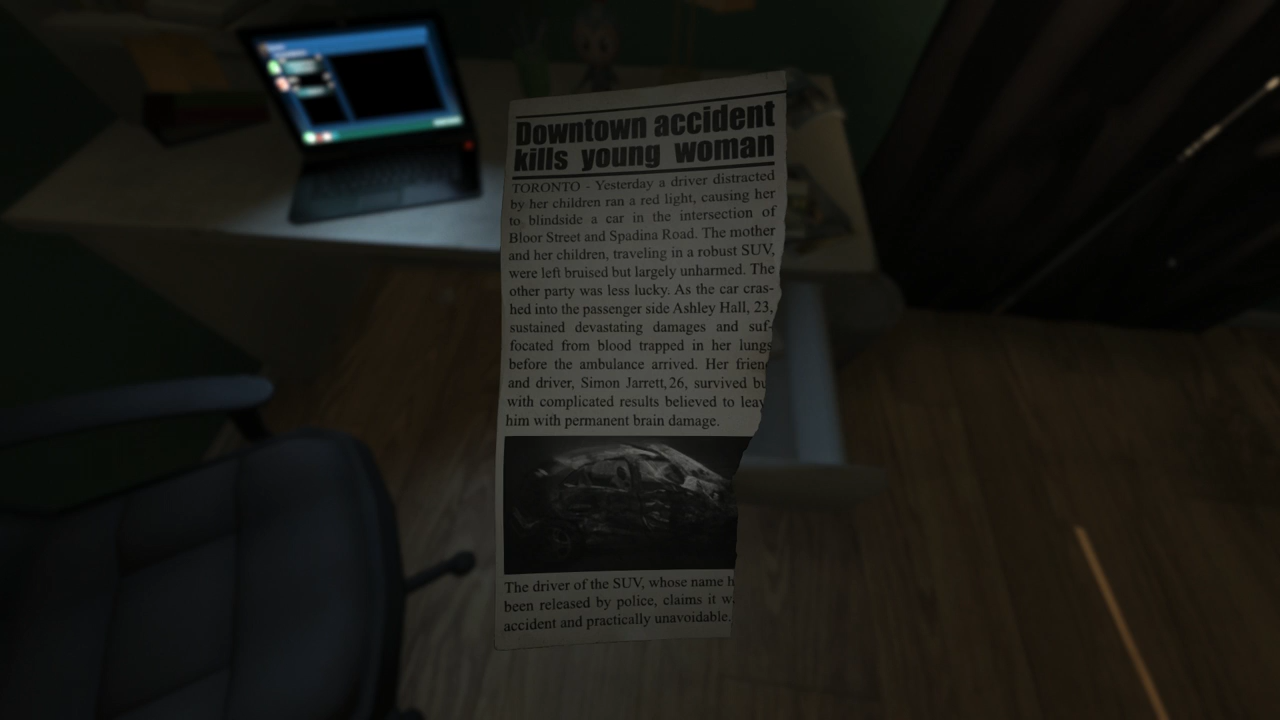 Downtown accident
kills young woman
TORONTO - Yesterday a driver distracted
by her children ran a red light, causing her
to blindside a car in the intersection of
Bloor Street and Spadina Road. The mother
and her children, traveling in a robust SUV,
were left bruised but largely unharmed. The
other party was less lucky. As the car cras-
hed into the passenger side Ashley Hall, 23,
sustained devastating damages and suf-
focated from blood trapped in her lungs
before the ambulance arrived. Her frien
and driver, Simon Jarrett, 26, survived bu
with complicated results believed to leav
him with permanent brain damage.
The driver of the SUV, whose name h
been released by police, claims it w
accident and practically unavoidable.